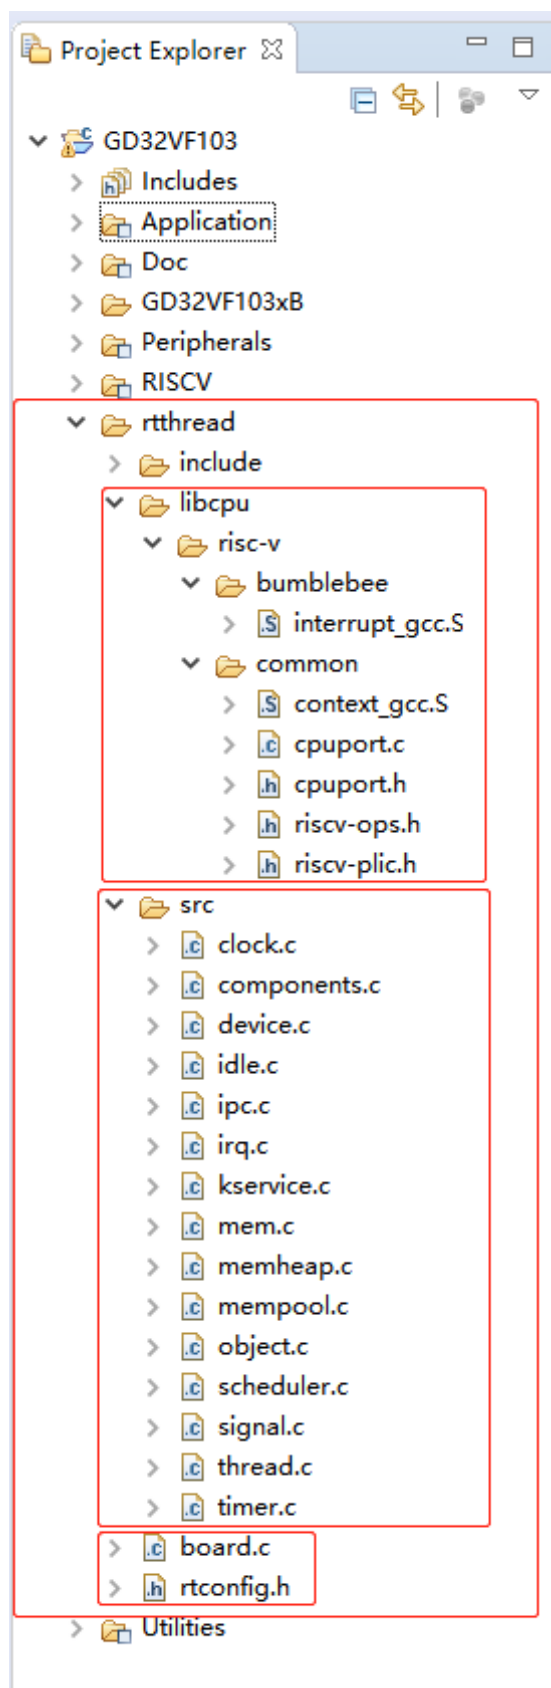 Project Explorer
GD32VF103
Includes
Application
Doc
GD32VF103xB
Peripherals
RISCV
rtthread
include
libcpu
risc-v
bumblebee
interrupt_gcc.S
common
context_gcc.S
cpuport.c
cpuport.h
riscv-ops.h
riscv-plic.h
src
clock.c
components.c
device.c
idle.c
ipc.c
irq.c
kservice.c
mem.c
memheap.c
mempool.c
object.c
scheduler.c
signal.c
thread.c
timer.c
board.c
rtconfig.h
Utilities